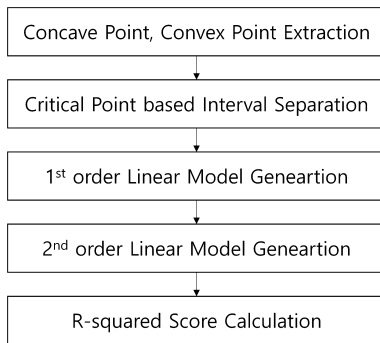 Concave Point, Convex Point Extraction
Critical Point based Interval Separation
1st order Linear Model Geneartion
2nd order Linear Model Geneartion
R-squared Score Calculation